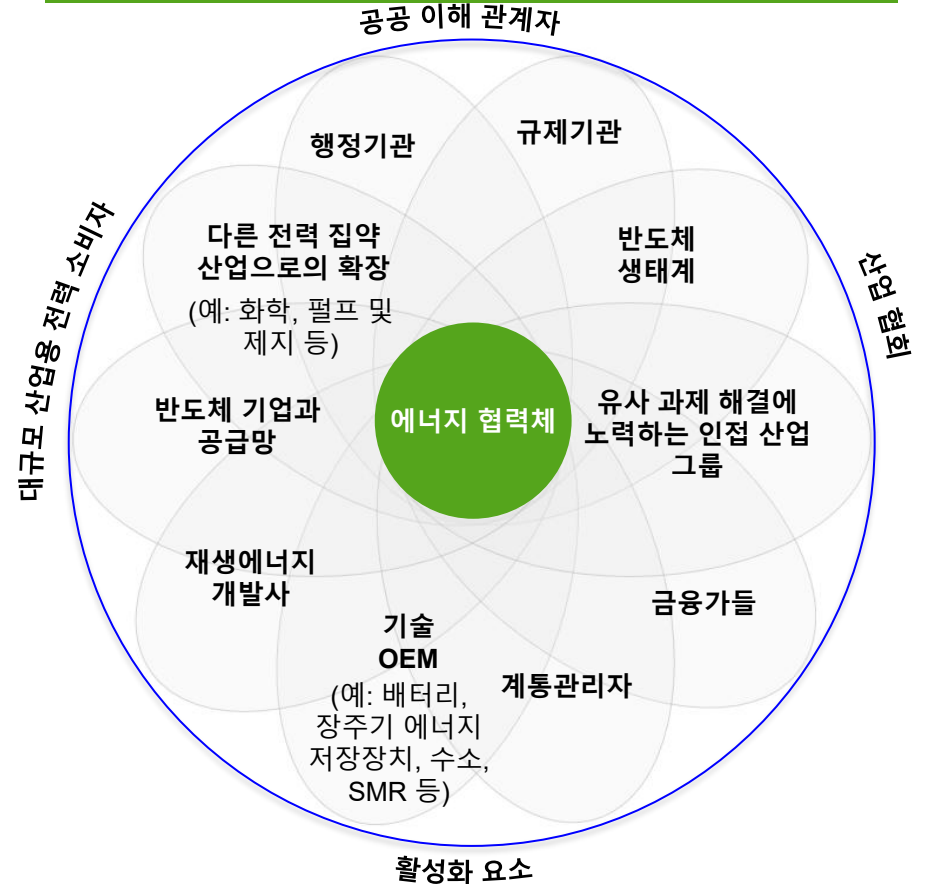 공공 이해 관계자
행정기관
규제기관
대규모 산업용 전력 소비자
다른 전력 집약
산업으로의 확장
(예: 화학, 펄프 및
제지 등)
반도체
생태계
산업 협회
반도체 기업과
공급망
에너지 협력체
유사 과제 해결에
노력하는 인접 산업
그룹
재생에너지
개발사
금융가들
기술
OEM
(예: 배터리,
장주기 에너지
저장장치, 수소,
SMR 등)
계통관리자
활성화 요소